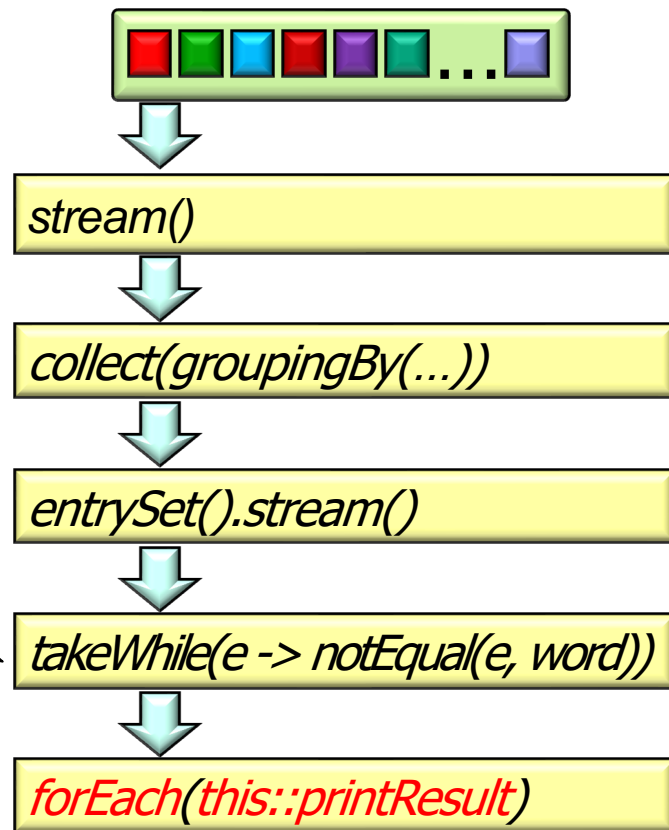 ...
stream()
collect(groupingBy(...))
entrySet().stream()
takeWhile(e -> notEqual(e, word))
forEach(this::printResult)